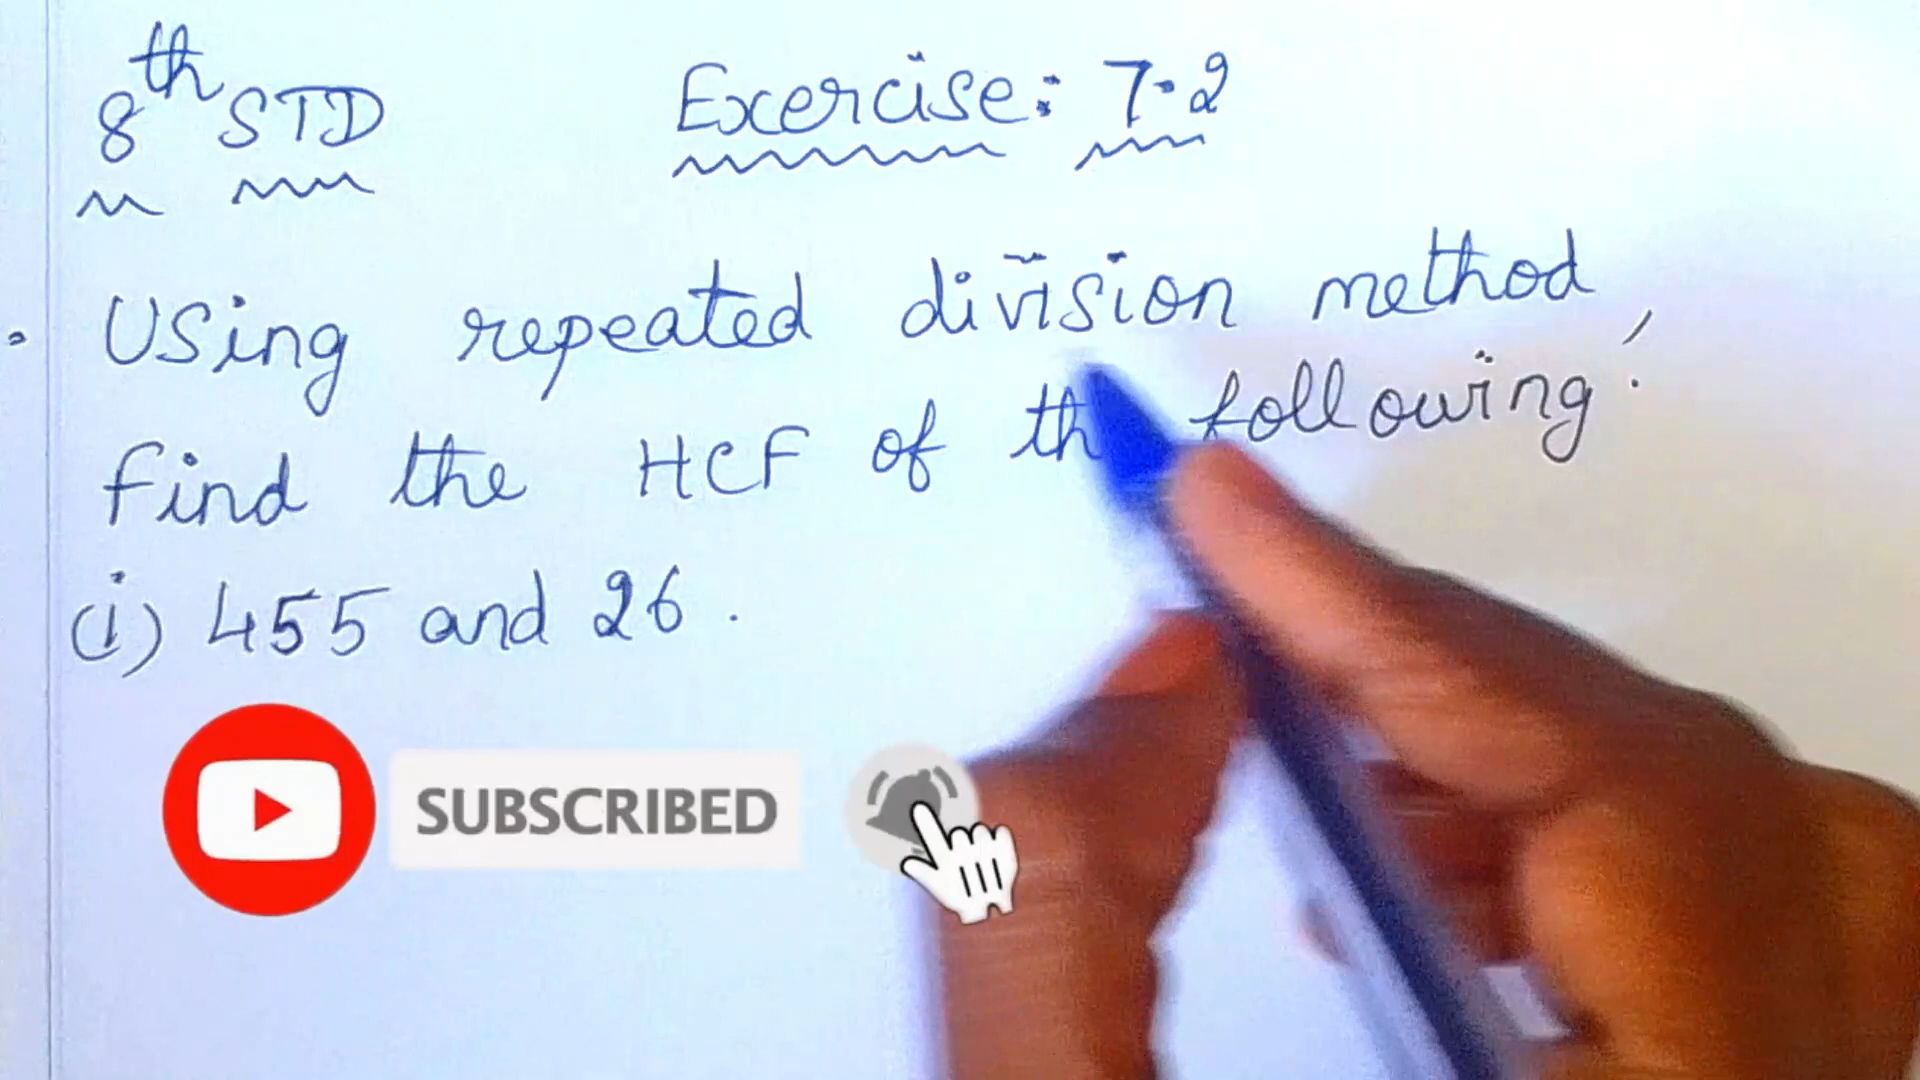 8th STD Exercise: 7.2
Using repeated division method,
find the HCF of the following:
(i) 455 and 26.
SUBSCRIBED